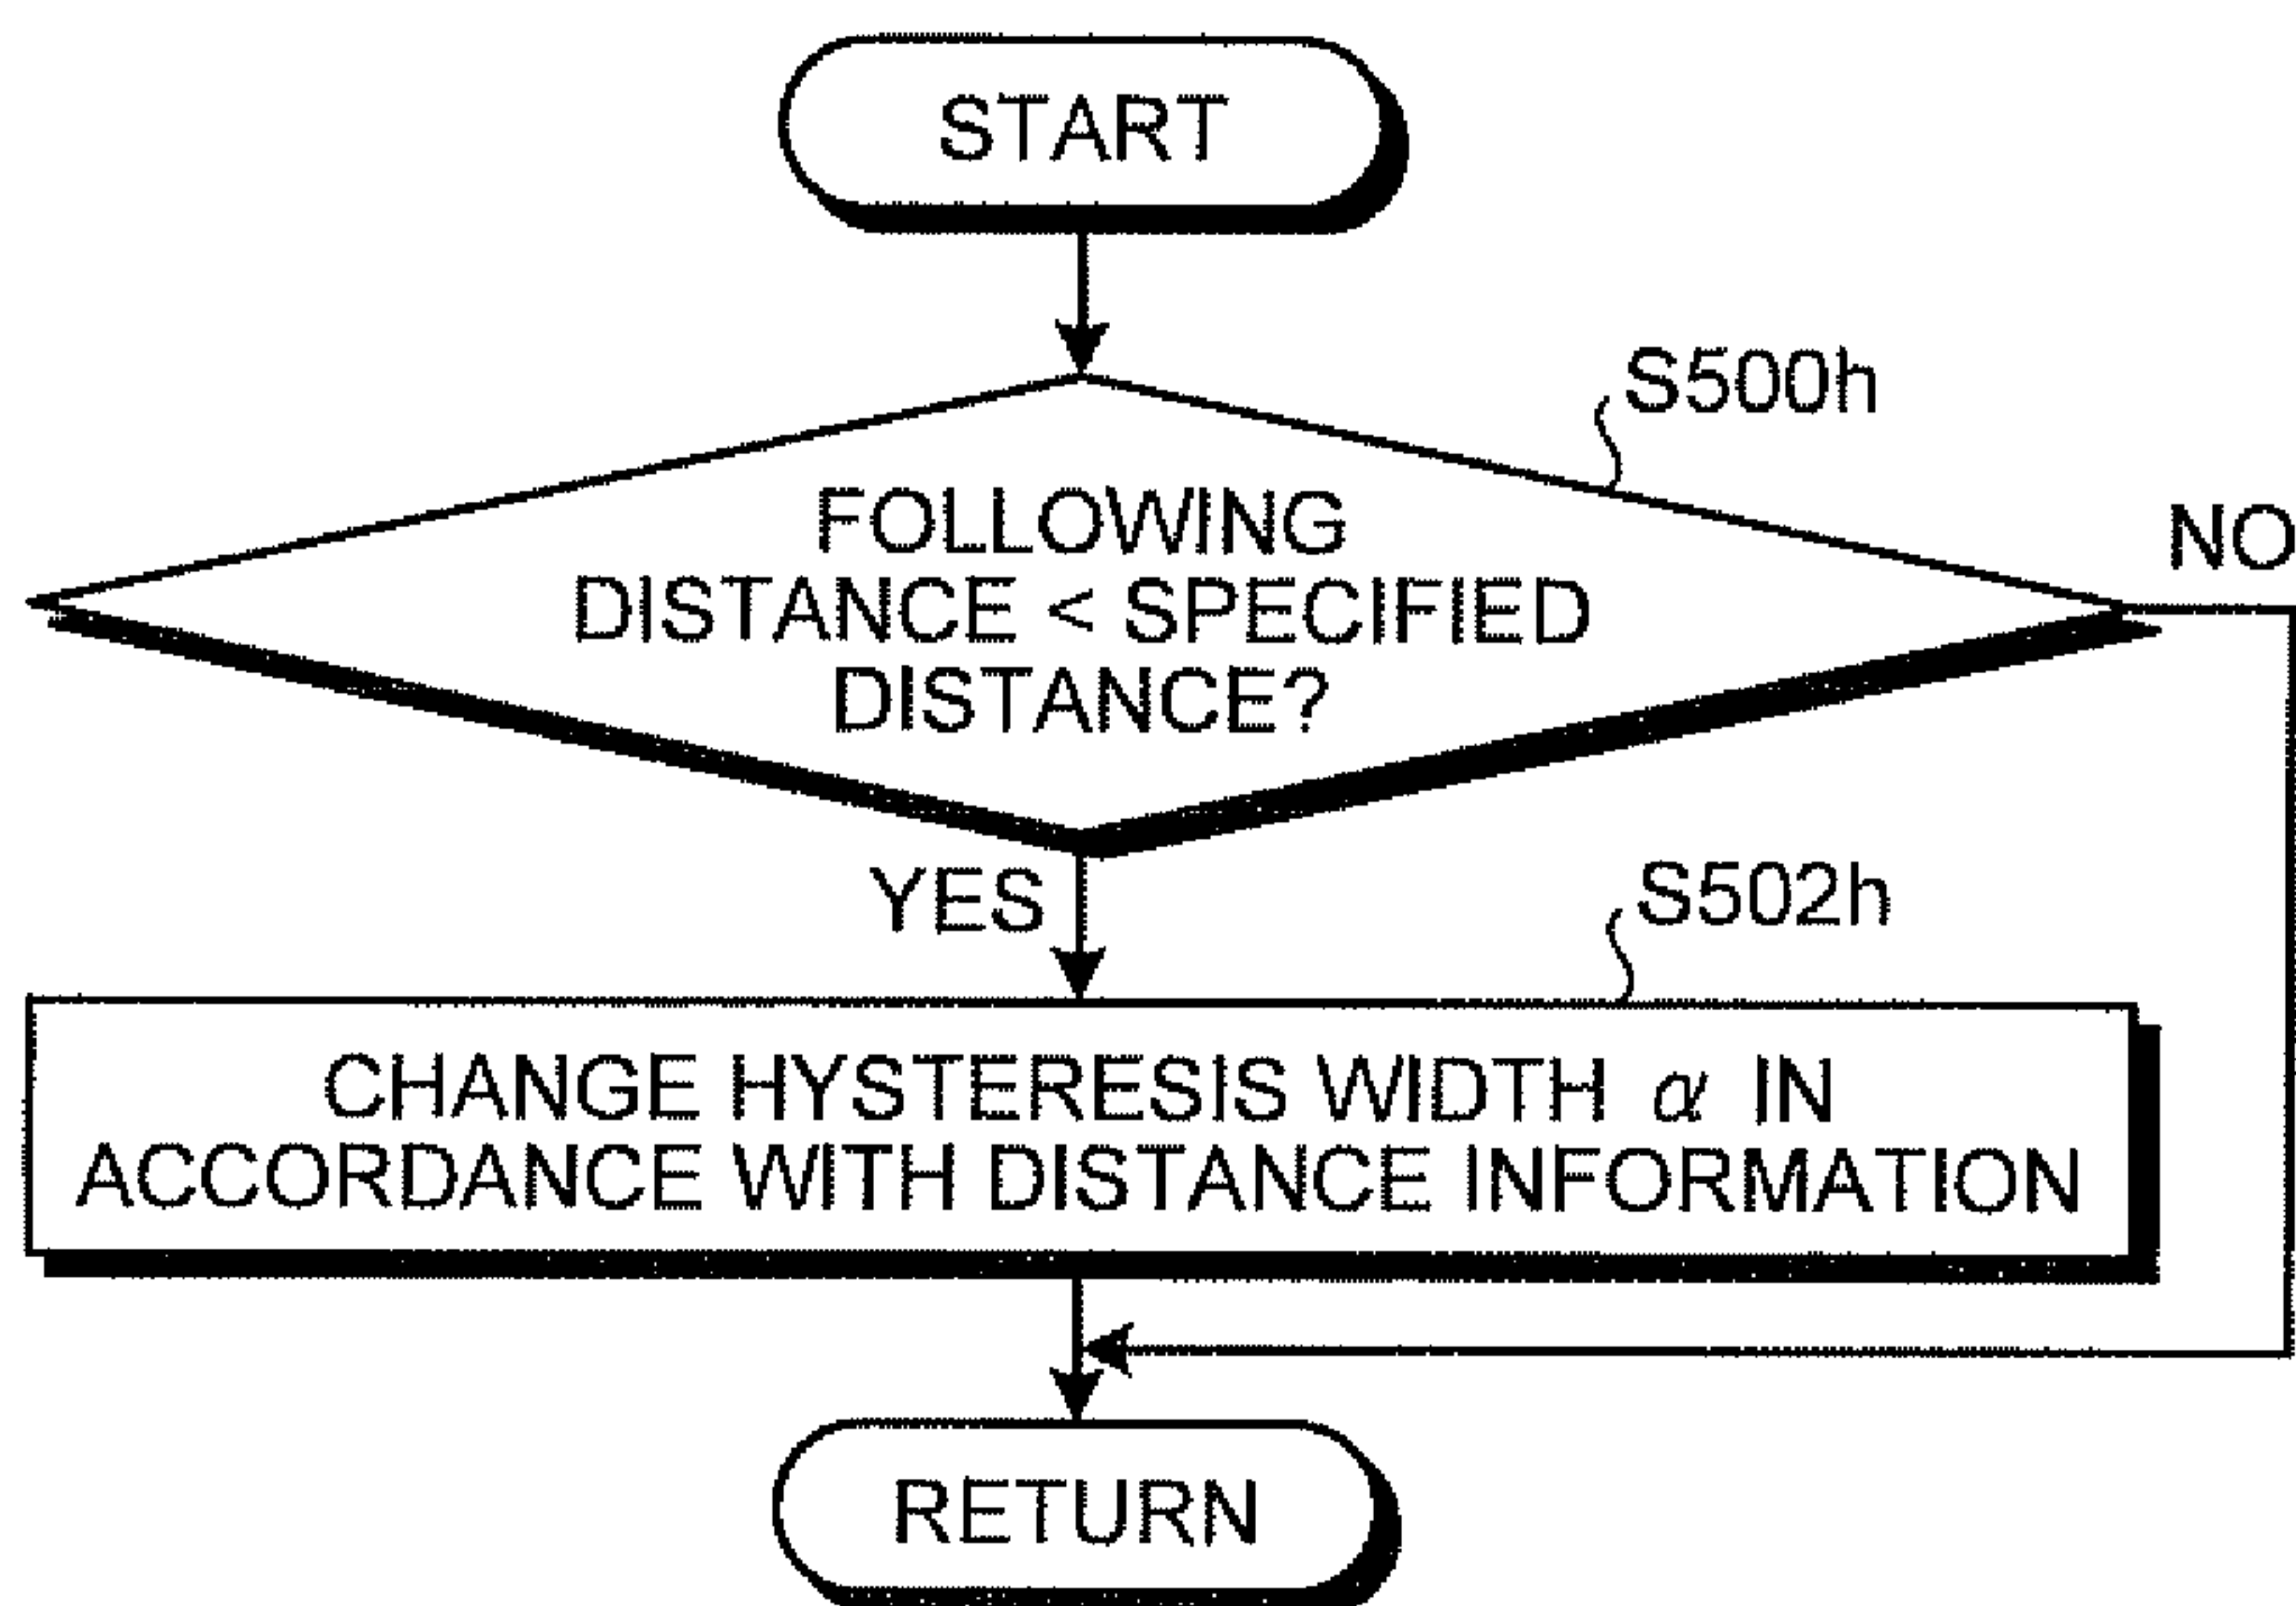 START
S500h
FOLLOWING
DISTANCE < SPECIFIED
DISTANCE?
NO
YES
S502h
CHANGE HYSTERESIS WIDTH α IN
ACCORDANCE WITH DISTANCE INFORMATION
RETURN